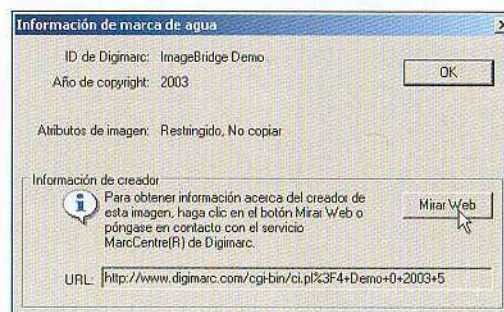 Información de marca de agua
ID de Digimarc: ImageBridge Demo
OK
Año de copyright: 2003
Atributos de imagen: Restringido, No copiar
Información de creador
Para obtener información acerca del creador de
esta imagen, haga clic en el botón Mirar Web o
póngase en contacto con el servicio
MarcCentre(R) de Digimarc.
Mirar Web
URL: http://www.digimarc.com/cgi-bin/ci.pl%3F4+Demo+0+2003+5